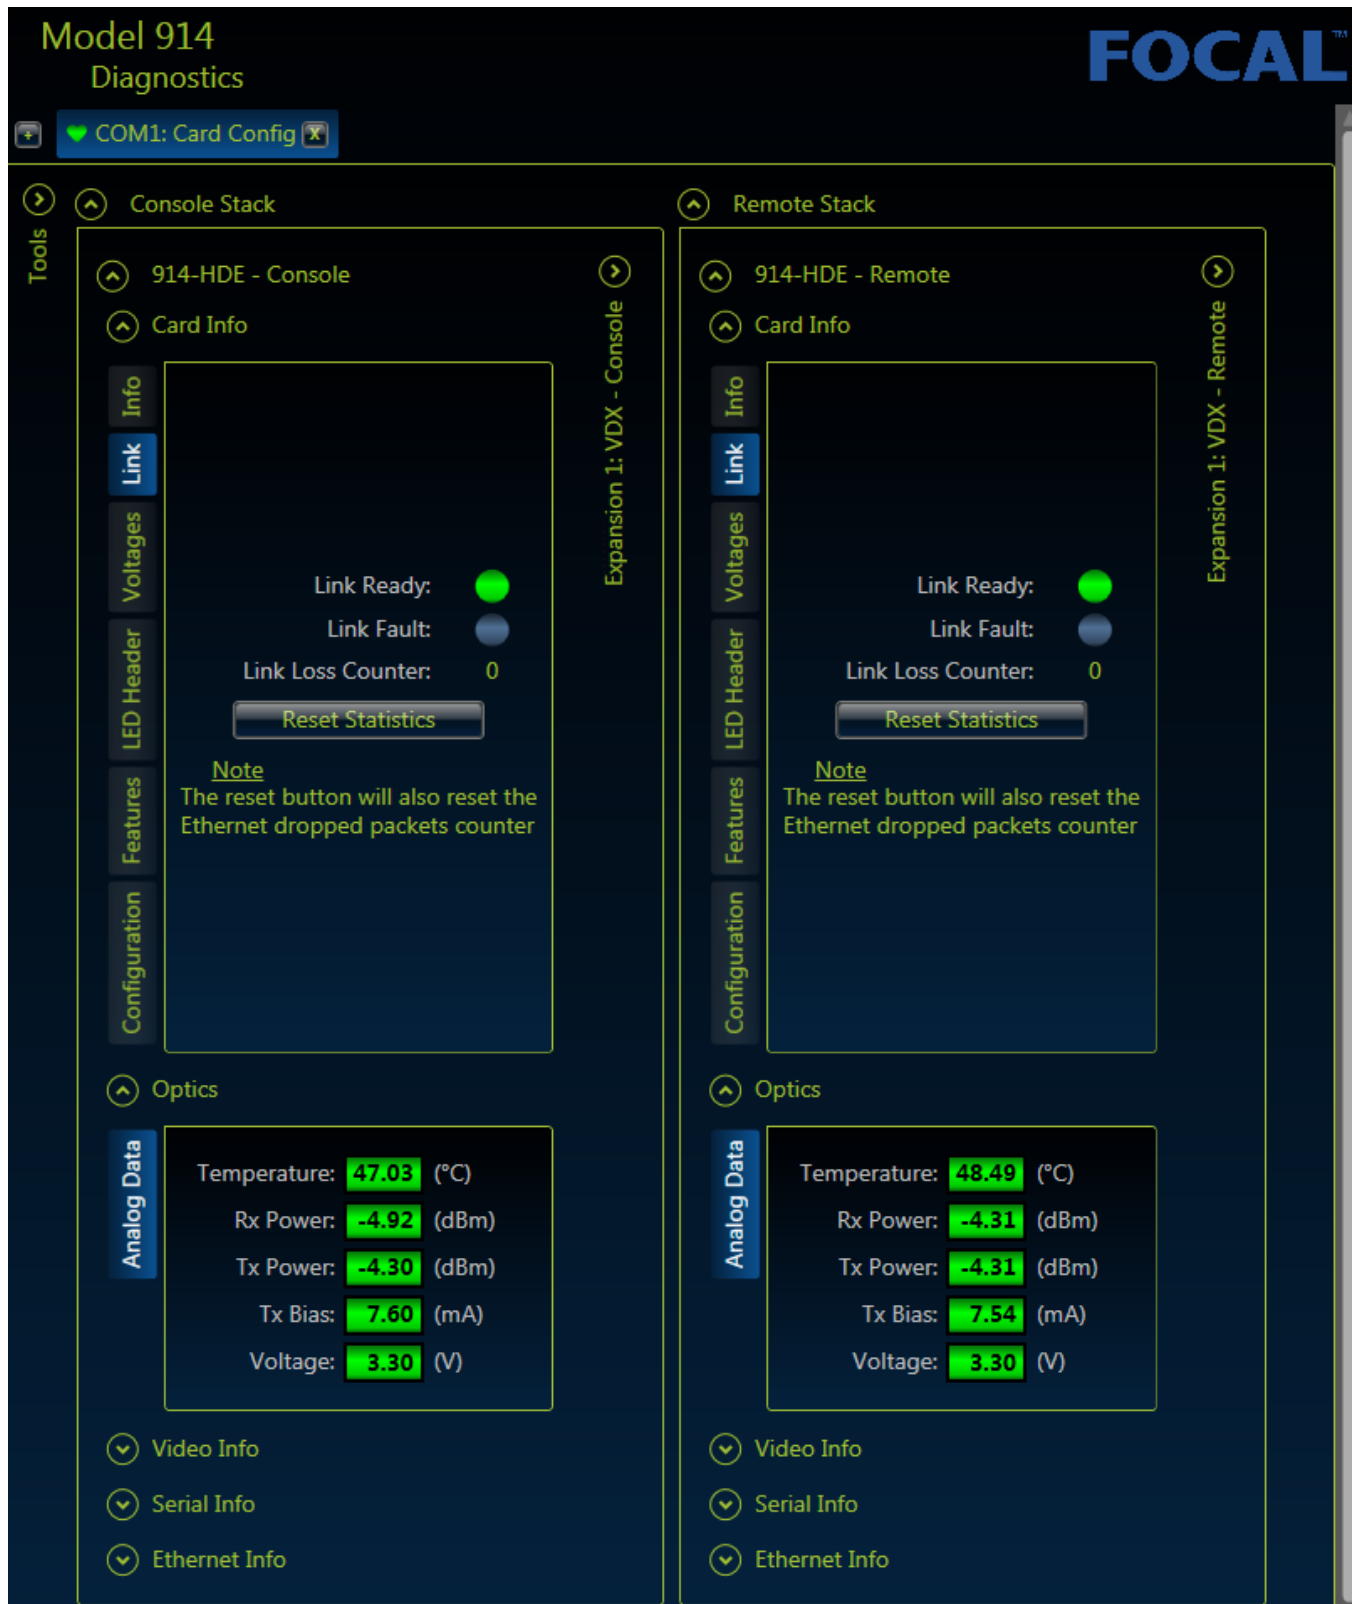 Model 914
Diagnostics
FOCAL™
+
COM1: Card Config X
Tools
Console Stack
914-HDE - Console
Card Info
Info
Link
Voltages
LED Header
Features
Configuration
Link Ready:
Link Fault:
Link Loss Counter: 0
Reset Statistics
Note
The reset button will also reset the
Ethernet dropped packets counter
Expansion 1: VDX - Console
Optics
Analog Data
Temperature: 47.03 (°C)
Rx Power: -4.92 (dBm)
Tx Power: -4.30 (dBm)
Tx Bias: 7.60 (mA)
Voltage: 3.30 (V)
Video Info
Serial Info
Ethernet Info
Remote Stack
914-HDE - Remote
Card Info
Info
Link
Voltages
LED Header
Features
Configuration
Link Ready:
Link Fault:
Link Loss Counter: 0
Reset Statistics
Note
The reset button will also reset the
Ethernet dropped packets counter
Expansion 1: VDX - Remote
Optics
Analog Data
Temperature: 48.49 (°C)
Rx Power: -4.31 (dBm)
Tx Power: -4.31 (dBm)
Tx Bias: 7.54 (mA)
Voltage: 3.30 (V)
Video Info
Serial Info
Ethernet Info